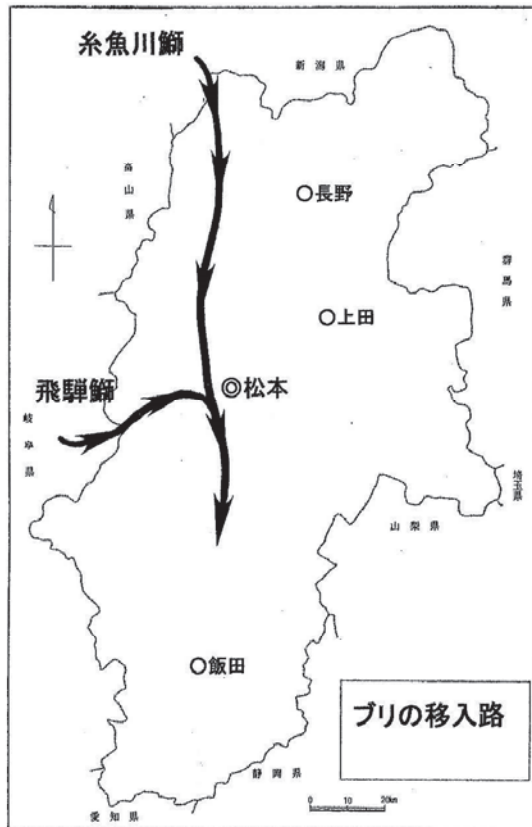 糸魚川鰤
新潟県
高山県
○長野
群馬県
○上田
飛騨鰤
◎松本
岐阜県
埼玉県
山梨県
○飯田
ブリの移入路
静岡県
愛知県
0 10 20km